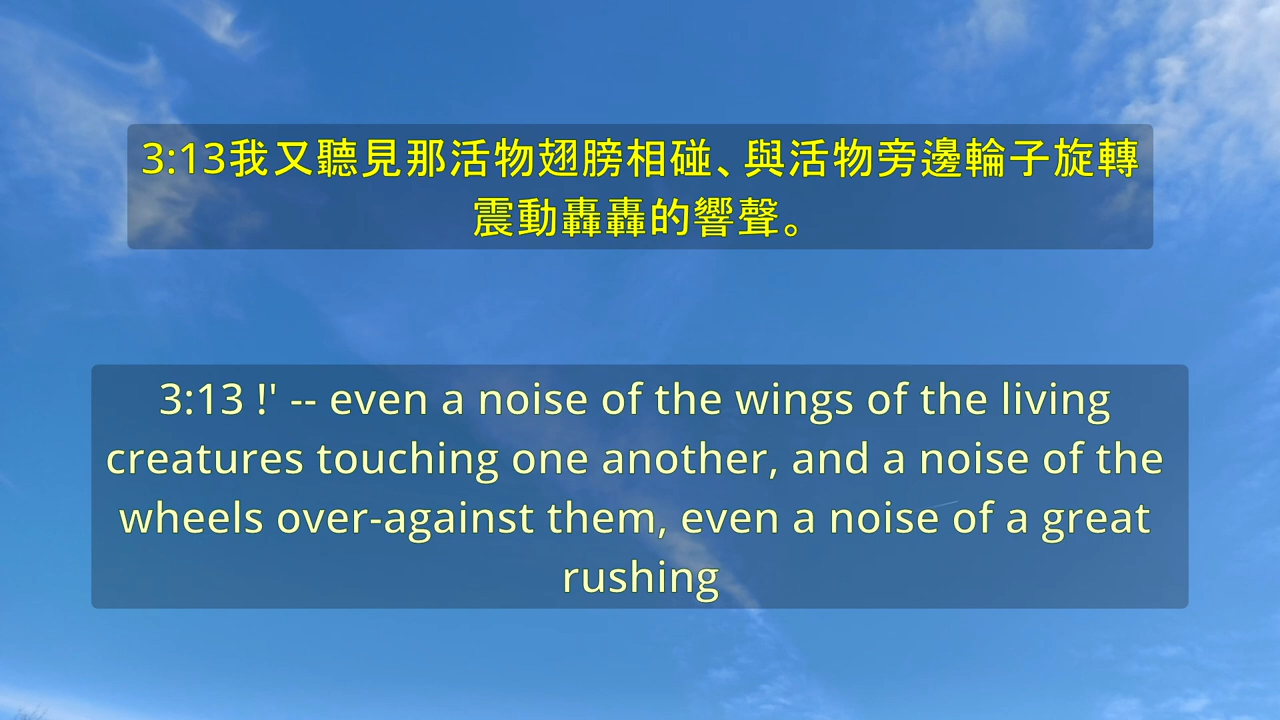 3:13我又聽見那活物翅膀相碰、與活物旁邊輪子旋轉
震動轟轟的響聲。
3:13 !' -- even a noise of the wings of the living
creatures touching one another, and a noise of the
wheels over-against them, even a noise of a great
rushing